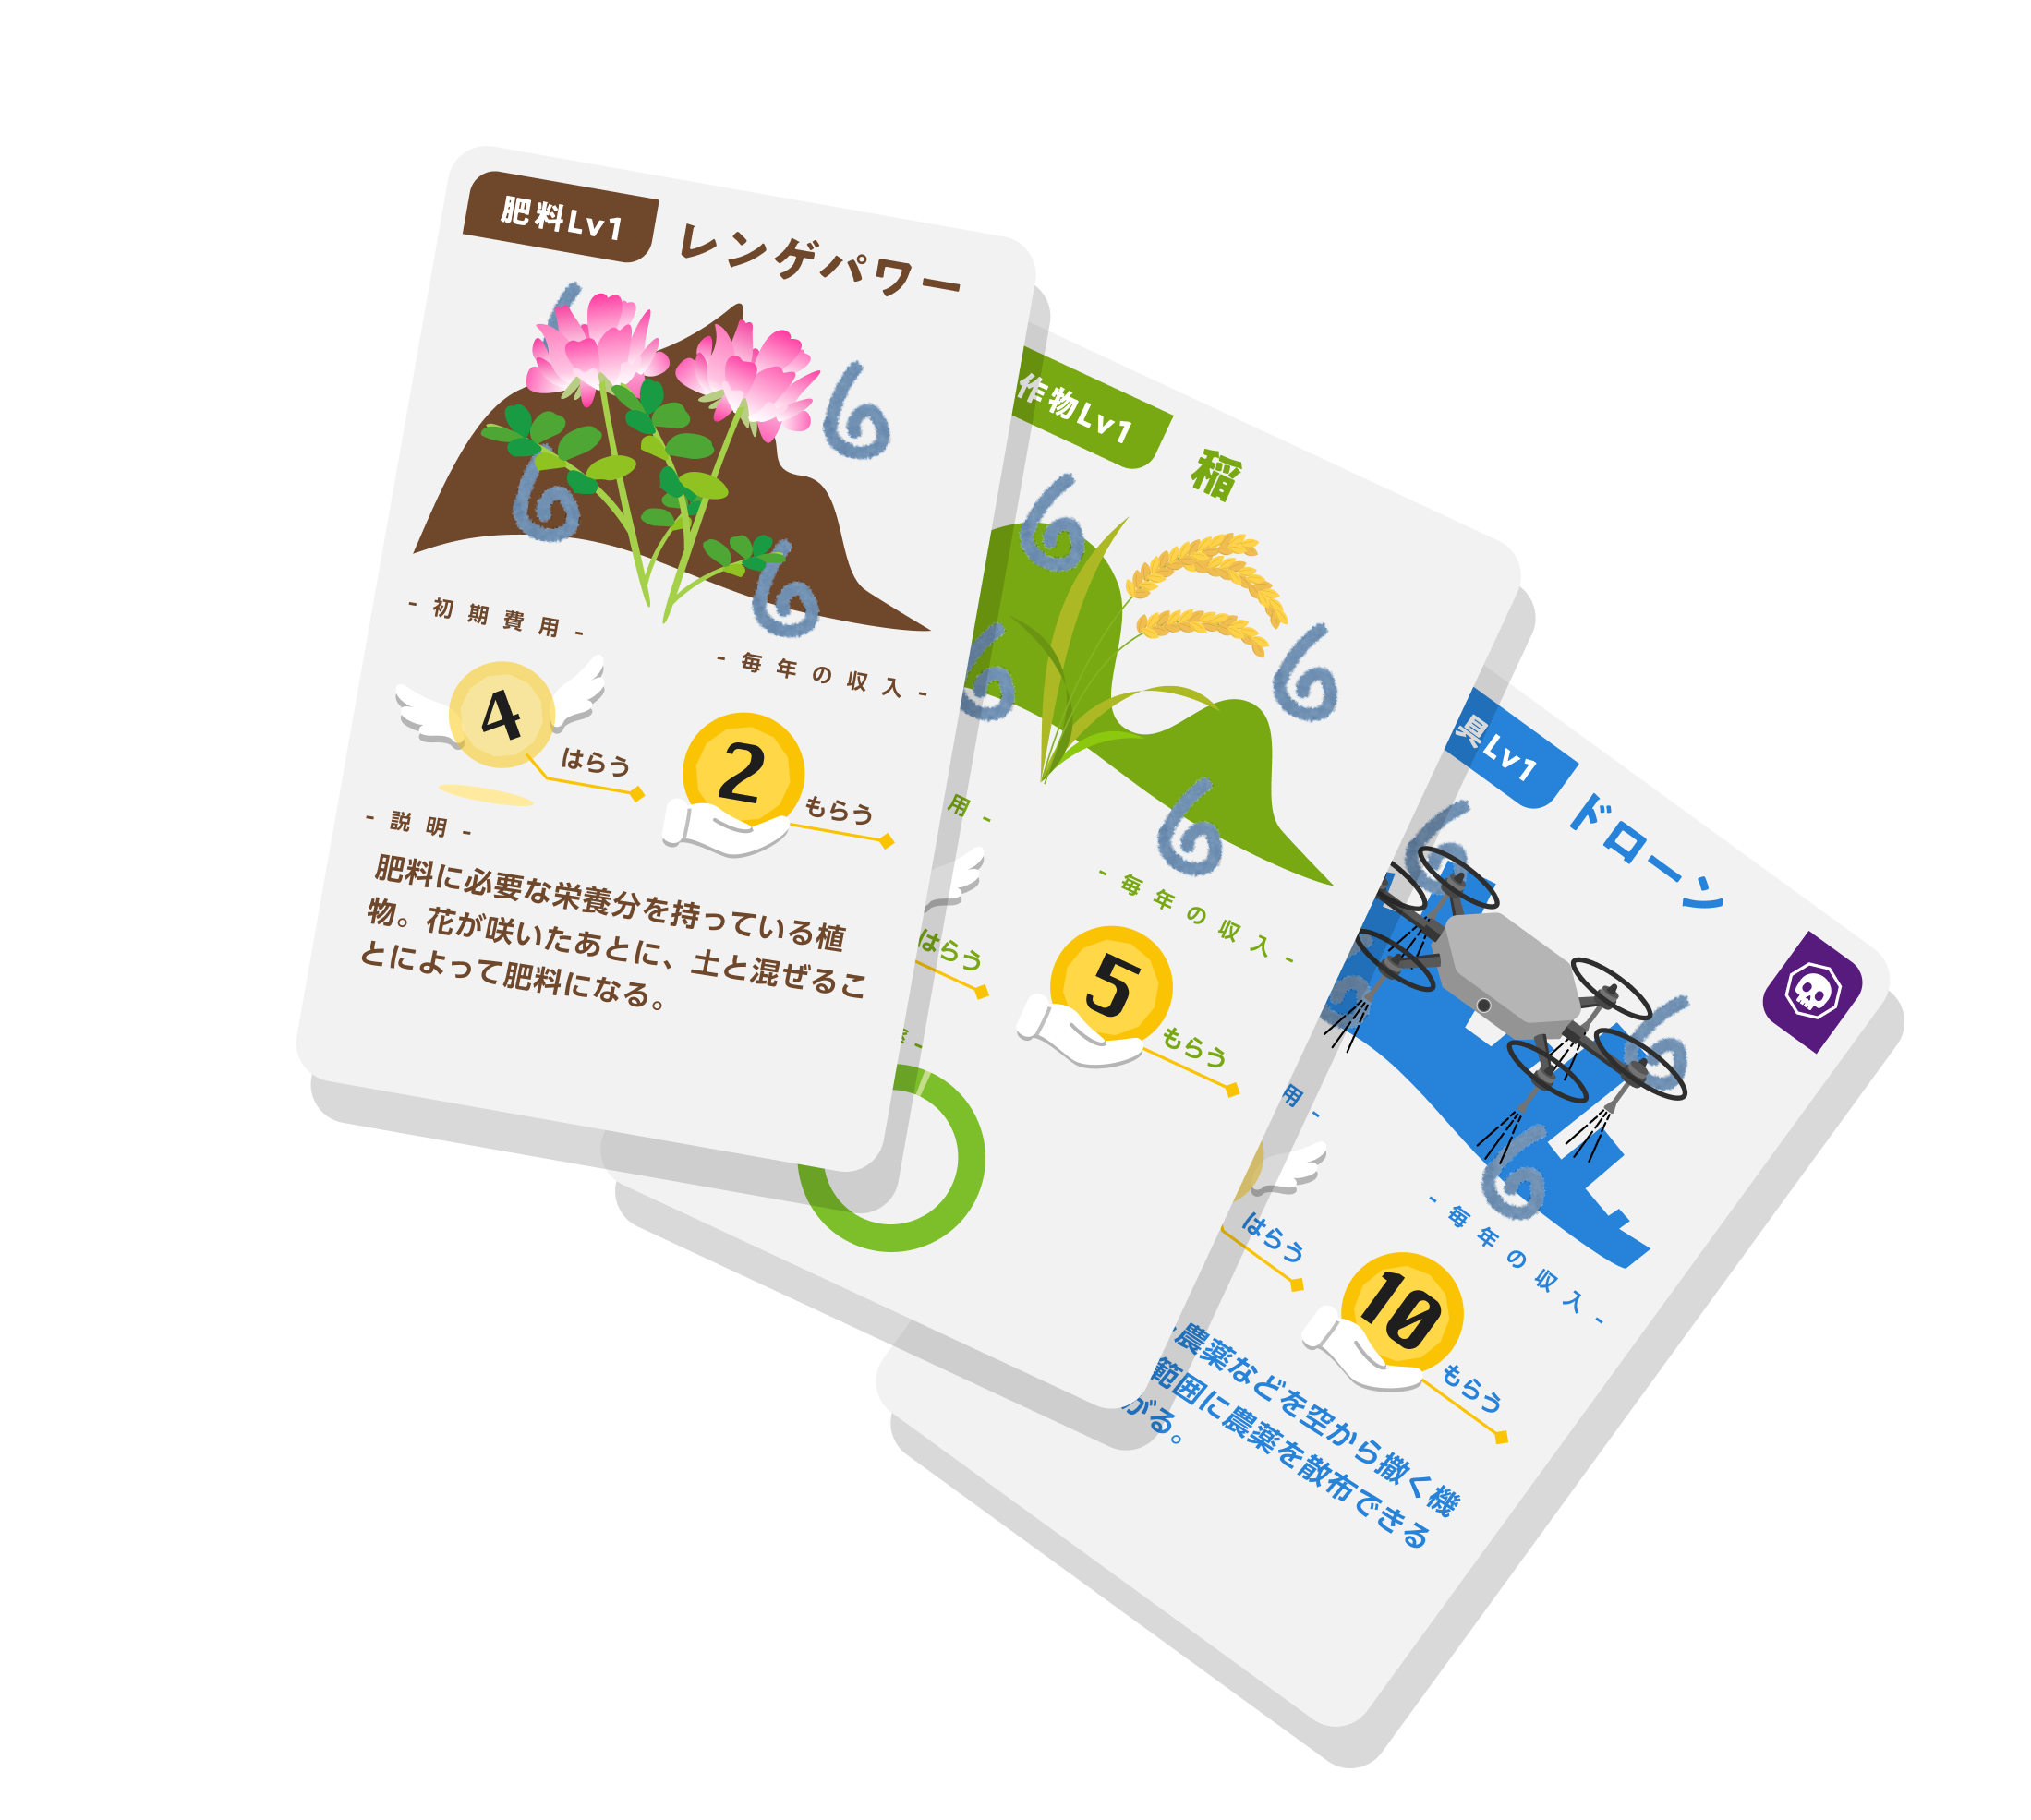 肥料Lv1
レンゲパワー
- 初期費用 -
4
はらう
- 毎年の収入 -
2
もらう
- 説明 -
肥料に必要な栄養分を持っている植
物。花が咲いたあとに、土と混ぜるこ
とによって肥料になる。
作物Lv1
稲
用 -
はらう
- 毎年の収入 -
5
もらう
具Lv1
ドローン
用 -
はらう
- 毎年の収入 -
10
もらう
農薬などを空から撒く機
範囲に農薬を散布できる
がる。